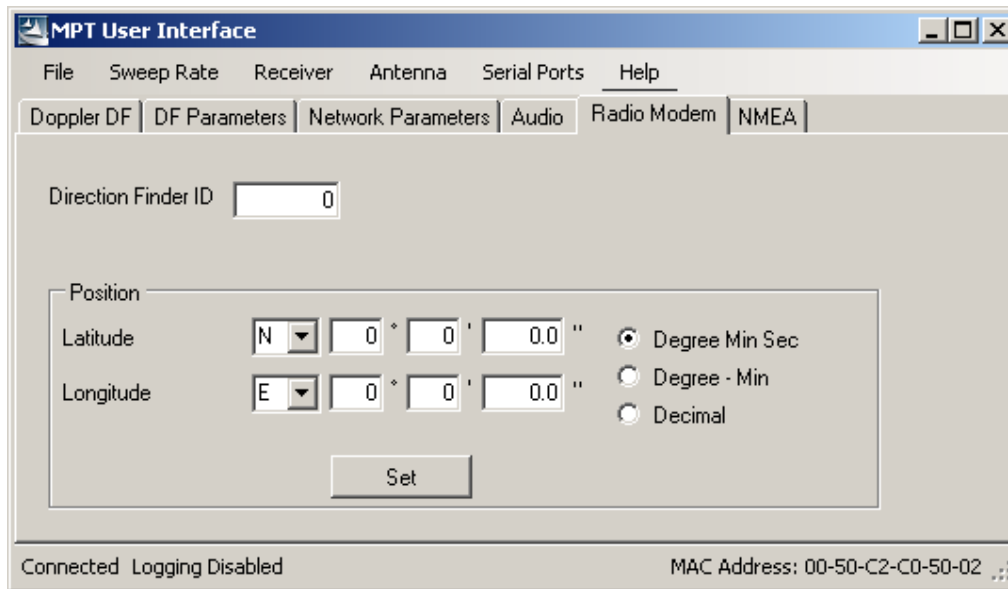 MPT User Interface
File Sweep Rate Receiver Antenna Serial Ports Help
Doppler DF DF Parameters Network Parameters Audio Radio Modem NMEA
Direction Finder ID 0
Position
Latitude N 0 ° 0 ' 0.0 " Degree Min Sec
Longitude E 0 ° 0 ' 0.0 " Degree - Min
Decimal
Set
Connected Logging Disabled MAC Address: 00-50-C2-C0-50-02